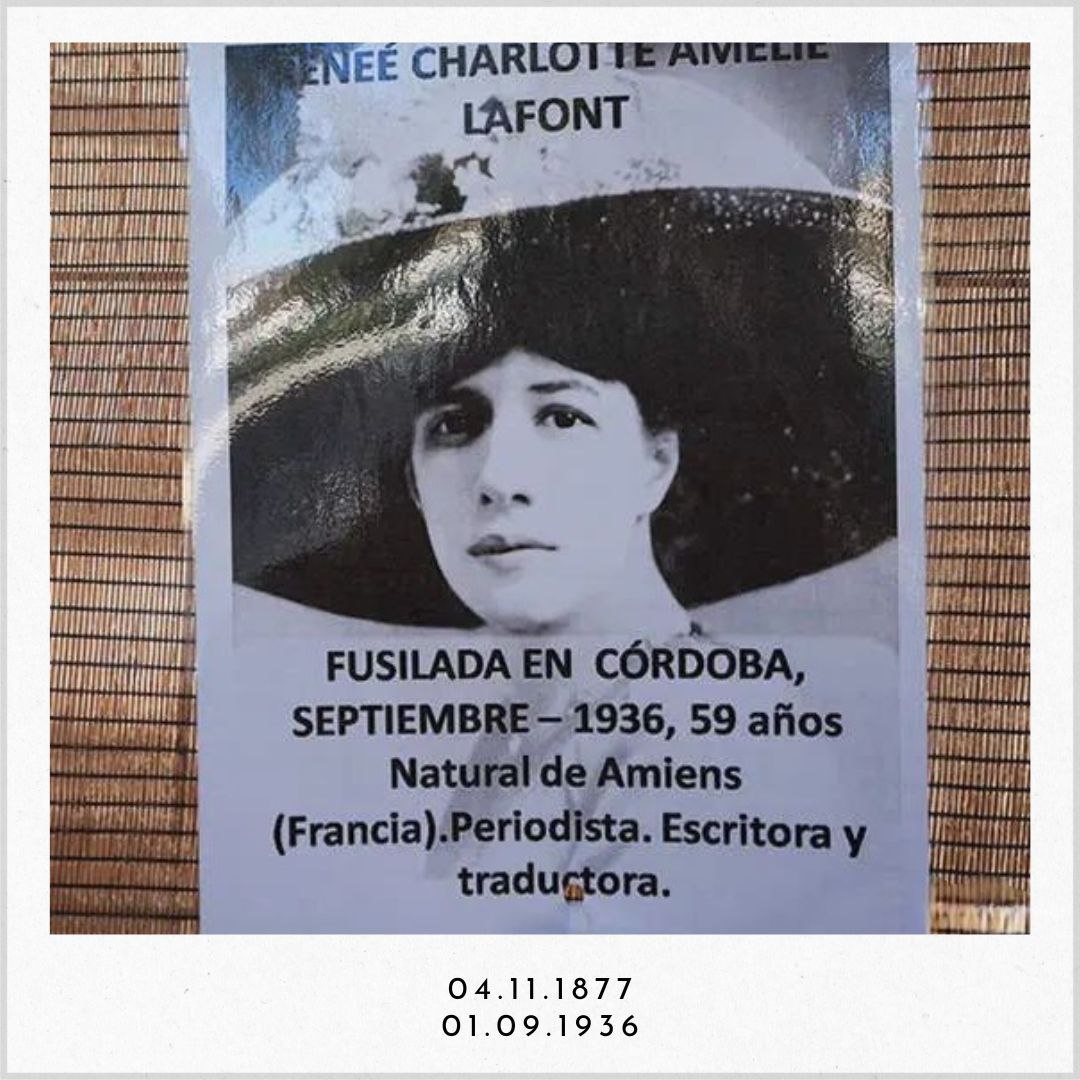 ENEÉ CHARLOTTE AMELIE
LAFONT
FUSILADA EN CÓRDOBA,
SEPTIEMBRE – 1936, 59 años
Natural de Amiens
(Francia).Periodista. Escritora y
traductora.
04.11.1877
01.09.1936